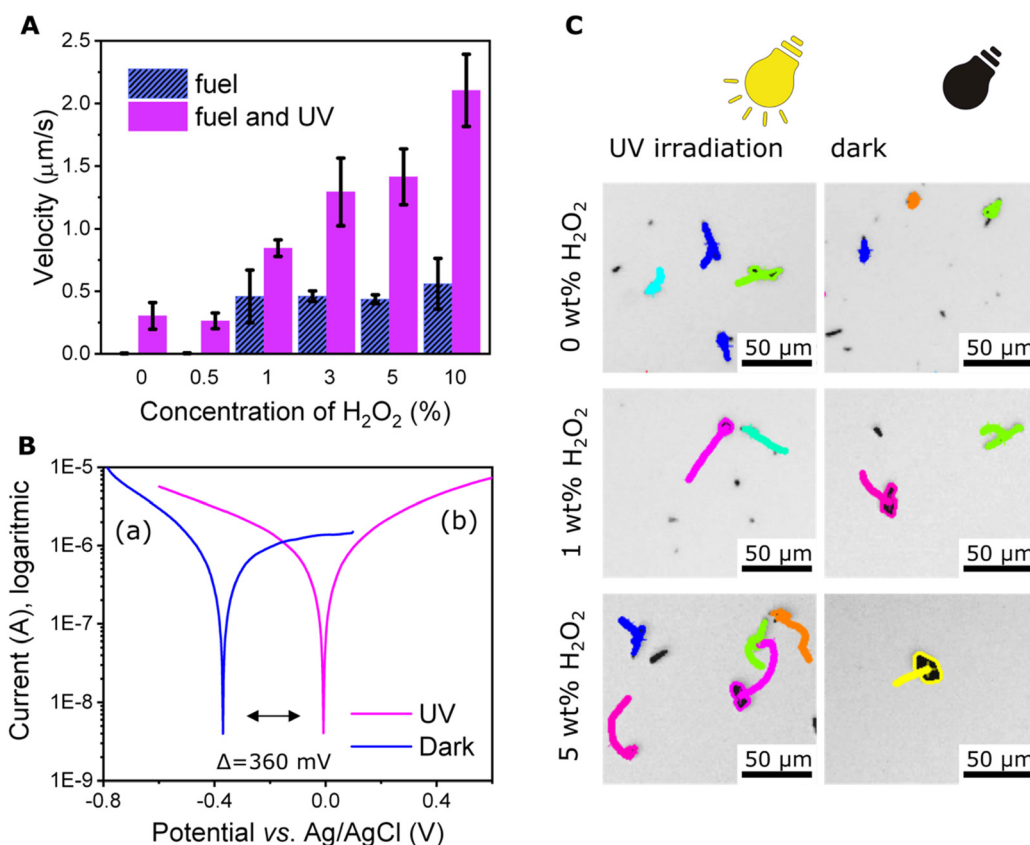 A
2.5
2.0
1.5
1.0
0.5
0.0
Velocity (μm/s)
fuel
fuel and UV
0 0.5 1 3 5 10
Concentration of H₂O₂ (%)
B
1E-5
1E-6
1E-7
1E-8
1E-9
Current (A), logaritmic
(a)
(b)
UV
Dark
Δ=360 mV
-0.8 -0.4 0.0 0.4
Potential vs. Ag/AgCl (V)
C
UV irradiation dark
0 wt% H₂O₂
50 μm
50 μm
1 wt% H₂O₂
50 μm
50 μm
5 wt% H₂O₂
50 μm
50 μm